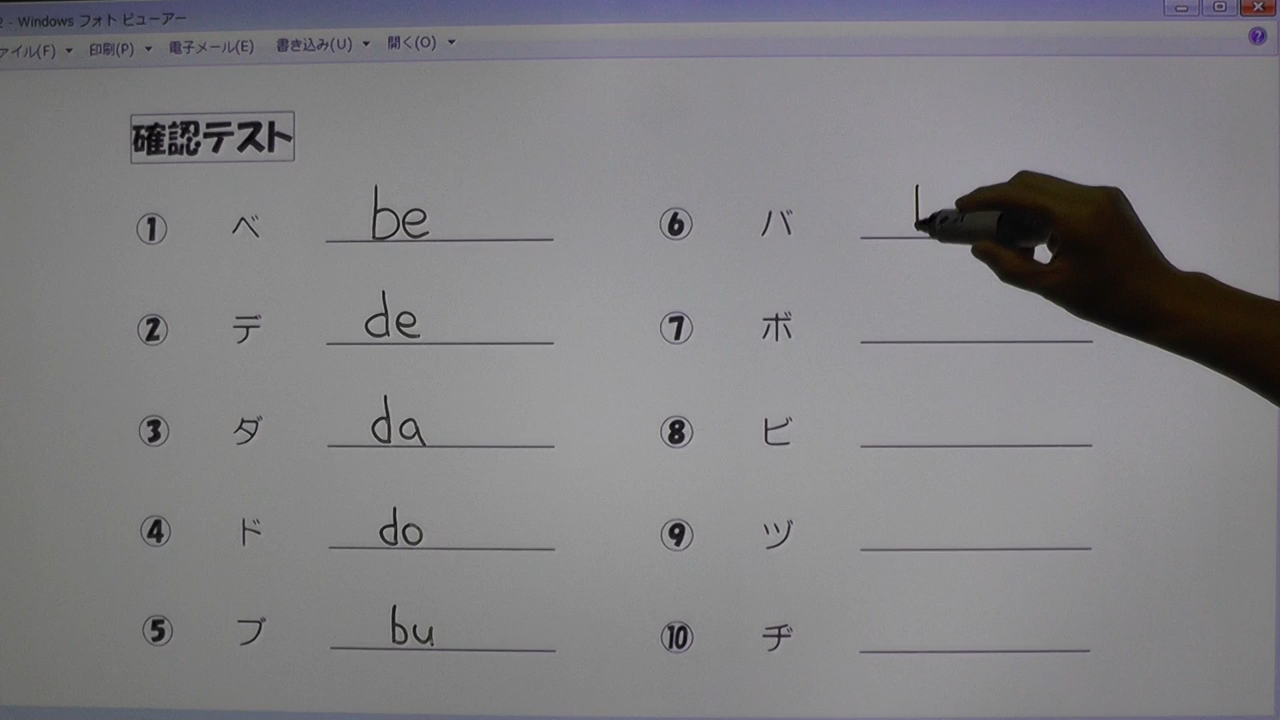 2 - Windows フォト ビューアー
ァイル(F) 印刷(P) 電子メール(E) 書き込み(U) 開く(O)
確認テスト
① ベ be
② デ de
③ ダ da
④ ド do
⑤ ブ bu
⑥ バ
⑦ ボ
⑧ ビ
⑨ ヅ
⑩ ヂ